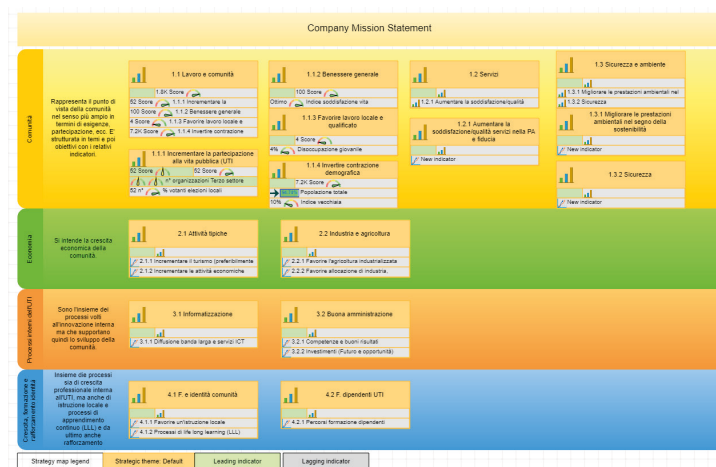 Company Mission Statement
Comunità
Rappresenta il punto di
vista della comunità
nel senso più ampio in
termini di esigenze,
partecipazione, ecc. E'
strutturata in temi e poi
obiettivi con i relativi
indicatori.
1.1 Lavoro e comunità
1.8K Score
52 Score 1.1.1 Incrementare la
100 Score 1.1.2 Benessere generale
4 Score 1.1.3 Favorire lavoro locale e
7.2K Score 1.1.4 Invertire contrazione
1.1.1 Incrementare la partecipazione
alla vita pubblica (UTI
52 Score 52 Score
n° organizzazioni Terzo settore
52 n° % votanti elezioni locali
1.1.2 Benessere generale
100 Score
Ottimo Indice soddisfazione vita
1.1.3 Favorire lavoro locale e
qualificato
4 Score
4% Disoccupazione giovanile
1.1.4 Invertire contrazione
demografica
7.2K Score
Popolazione totale
10% Indice vecchiaia
1.2 Servizi
1.2.1 Aumentare la soddisfazione/qualità
1.2.1 Aumentare la
soddisfazione/qualità servizi nella PA
e fiducia
New indicator
1.3 Sicurezza e ambiente
1.3.1 Migliorare le prestazioni ambientali nel
1.3.2 Sicurezza
1.3.1 Migliorare le prestazioni
ambientali nel segno della
sostenibilità
New indicator
1.3.2 Sicurezza
New indicator
Economia
Si intende la crescita
economica della
comunità.
2.1 Attività tipiche
2.1.1 Incrementare il turismo (preferibilmente
2.1.2 Incrementare le attività economiche
2.2 Industria e agricoltura
2.2.1 Favorire l'agricoltura industrializzata
2.2.2 Favorire allocazione di industria,
Processi interni dell'UTI
Sono l'insieme dei
processi volti
all'innovazione interna
ma che supportano
quindi lo sviluppo della
comunità.
3.1 Informatizzazione
3.1.1 Diffusione banda larga e servizi ICT
3.2 Buona amministrazione
3.2.1 Competenze e buoni risultati
3.2.2 Investimenti (Futuro e opportunità)
Crescita, formazione e
rafforzamento identità
Insieme die processi
sia di crescita
professionale interna
all'UTI, ma anche di
istruzione locale e
processi di
apprendimento
continuo (LLL) e da
ultimo anche
rafforzamento
4.1 F. e identità comunità
4.1.1 Favorire un'istruzione locale
4.1.2 Processi di life long learning (LLL)
4.2 F. dipendenti UTI
4.2.1 Percorsi formazione dipendenti
Strategy map legend
Strategic theme: Default
Leading indicator
Lagging indicator